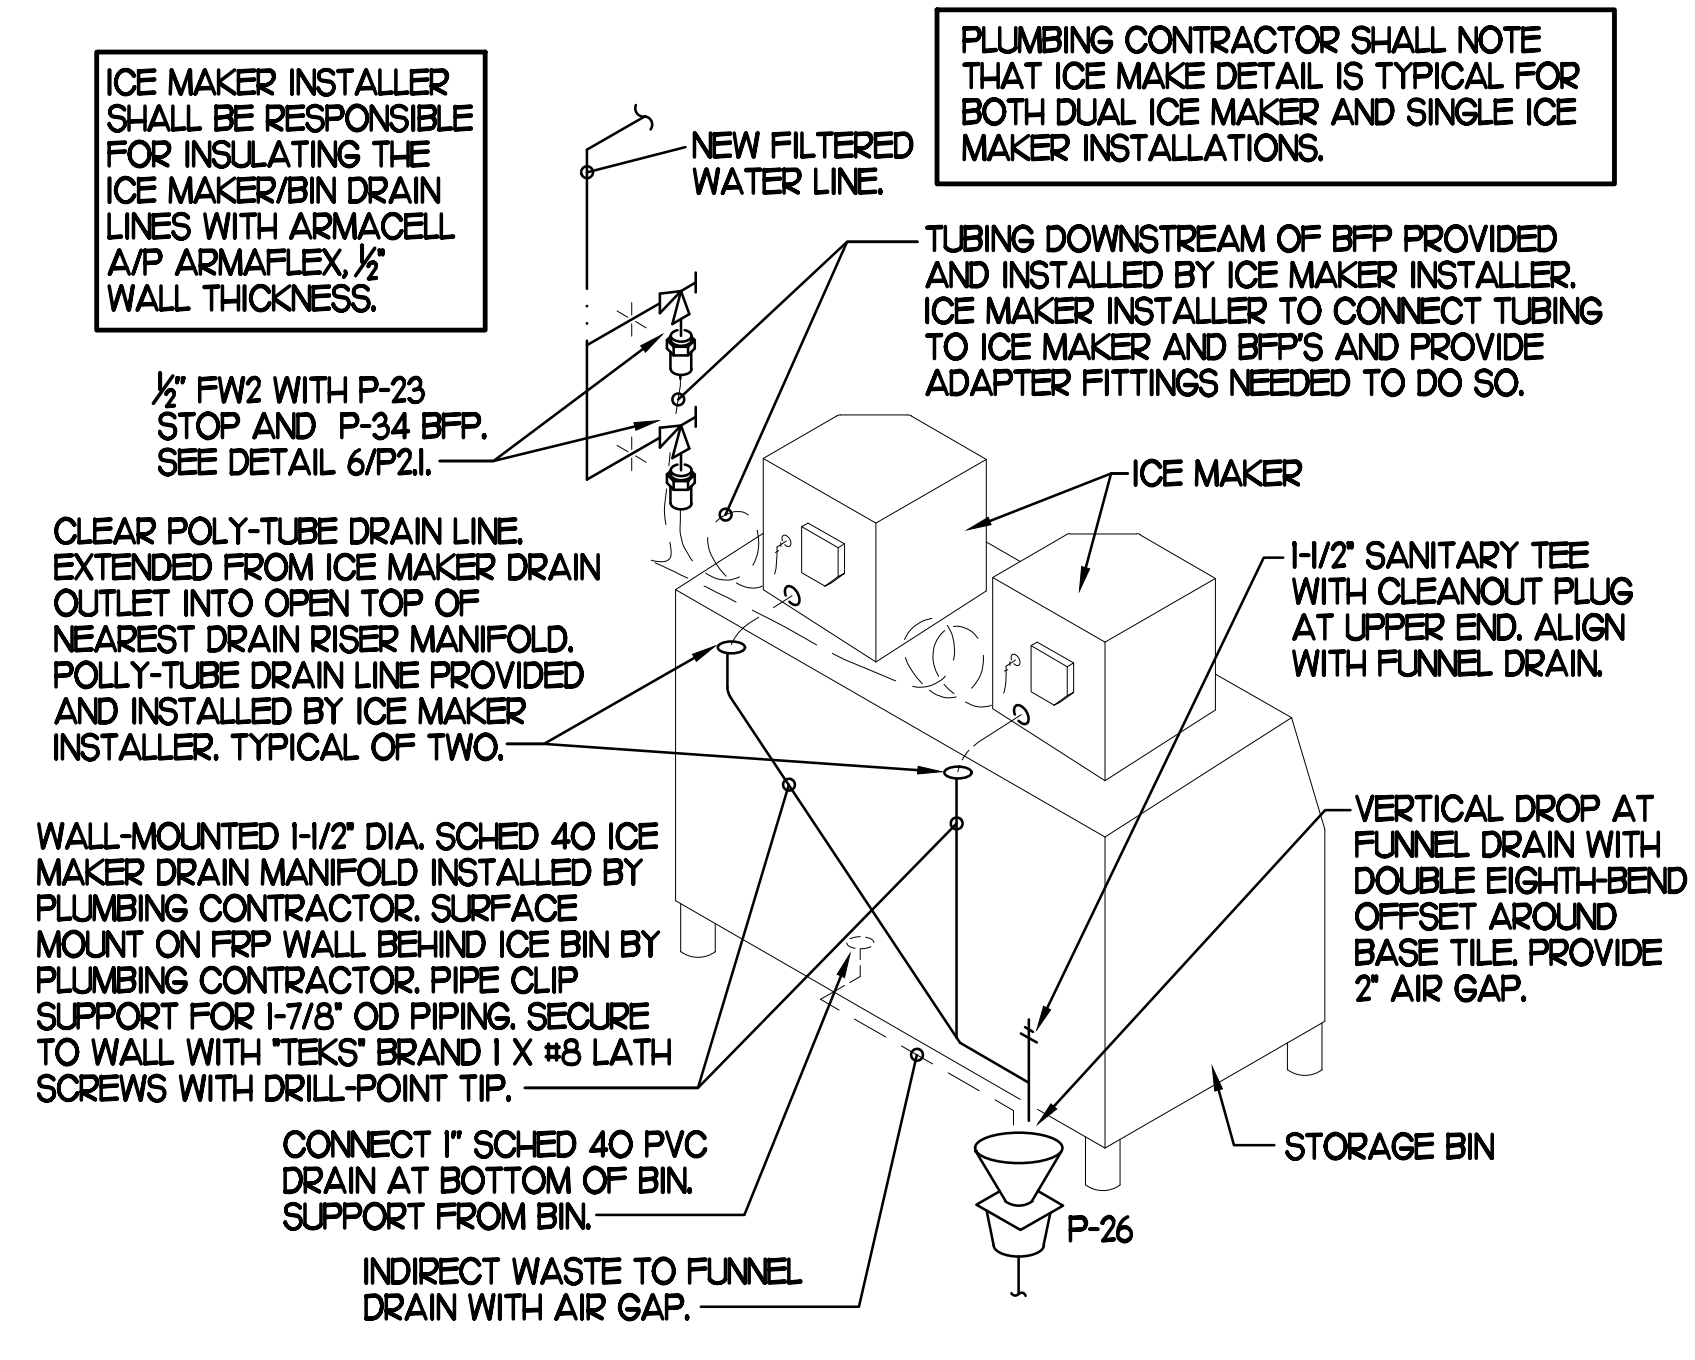 ICE MAKER INSTALLER
SHALL BE RESPONSIBLE
FOR INSULATING THE
ICE MAKER/BIN DRAIN
LINES WITH ARMACELL
A/P ARMAFLEX, ½"
WALL THICKNESS.
PLUMBING CONTRACTOR SHALL NOTE
THAT ICE MAKE DETAIL IS TYPICAL FOR
BOTH DUAL ICE MAKER AND SINGLE ICE
MAKER INSTALLATIONS.
NEW FILTERED
WATER LINE.
TUBING DOWNSTREAM OF BFP PROVIDED
AND INSTALLED BY ICE MAKER INSTALLER.
ICE MAKER INSTALLER TO CONNECT TUBING
TO ICE MAKER AND BFP'S AND PROVIDE
ADAPTER FITTINGS NEEDED TO DO SO.
½" FW2 WITH P-23
STOP AND P-34 BFP.
SEE DETAIL 6/P2.1.
ICE MAKER
CLEAR POLY-TUBE DRAIN LINE.
EXTENDED FROM ICE MAKER DRAIN
OUTLET INTO OPEN TOP OF
NEAREST DRAIN RISER MANIFOLD.
POLLY-TUBE DRAIN LINE PROVIDED
AND INSTALLED BY ICE MAKER
INSTALLER. TYPICAL OF TWO.
1-1/2" SANITARY TEE
WITH CLEANOUT PLUG
AT UPPER END. ALIGN
WITH FUNNEL DRAIN.
WALL-MOUNTED 1-1/2" DIA. SCHED 40 ICE
MAKER DRAIN MANIFOLD INSTALLED BY
PLUMBING CONTRACTOR. SURFACE
MOUNT ON FRP WALL BEHIND ICE BIN BY
PLUMBING CONTRACTOR. PIPE CLIP
SUPPORT FOR 1-7/8" OD PIPING. SECURE
TO WALL WITH "TEKS" BRAND 1 X #8 LATH
SCREWS WITH DRILL-POINT TIP.
VERTICAL DROP AT
FUNNEL DRAIN WITH
DOUBLE EIGHTH-BEND
OFFSET AROUND
BASE TILE. PROVIDE
2" AIR GAP.
CONNECT 1" SCHED 40 PVC
DRAIN AT BOTTOM OF BIN.
SUPPORT FROM BIN.
STORAGE BIN
P-26
INDIRECT WASTE TO FUNNEL
DRAIN WITH AIR GAP.